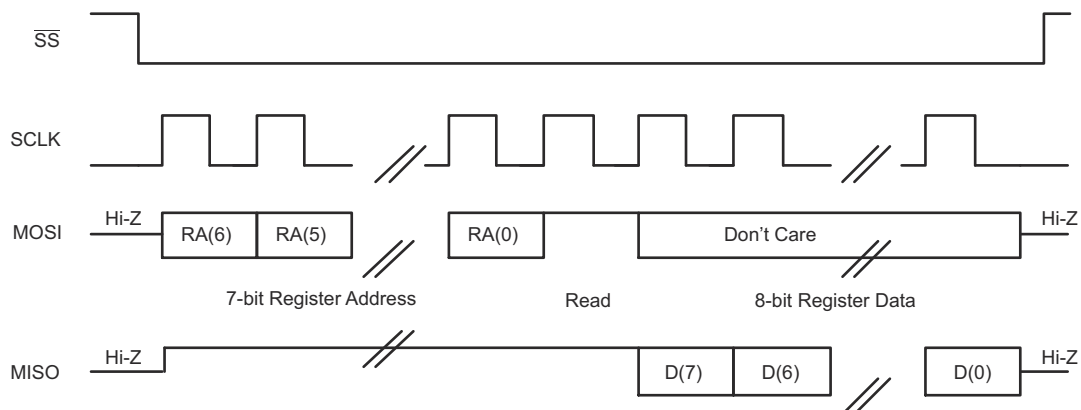 SS
SCLK
MOSI Hi-Z RA(6) RA(5) RA(0) Don't Care Hi-Z
7-bit Register Address Read 8-bit Register Data
MISO Hi-Z D(7) D(6) D(0) Hi-Z